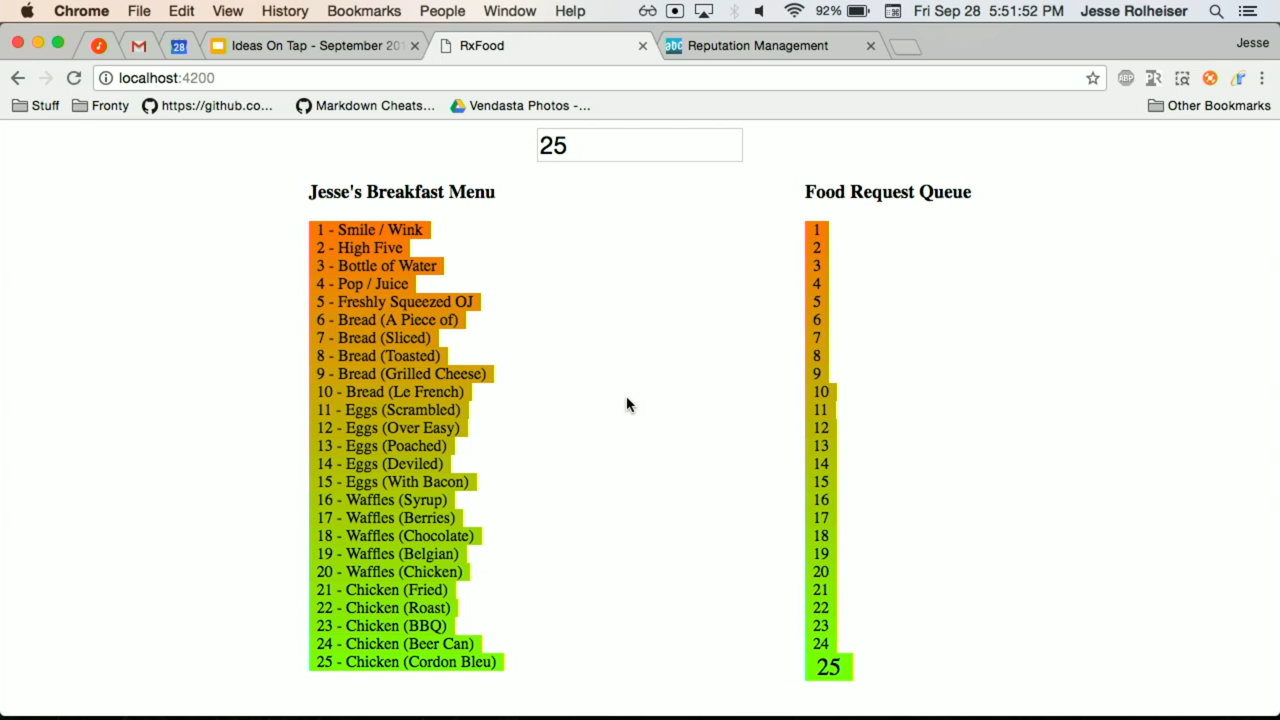 Chrome File Edit View History Bookmarks People Window Help 92% Fri Sep 28 5:51:52 PM Jesse Rolheiser
28 Ideas On Tap - September 201 RxFood abc Reputation Management Jesse
localhost:4200 ABP
Stuff Fronty https://github.co... Markdown Cheats... Vendasta Photos -... Other Bookmarks
25
Jesse's Breakfast Menu
1 - Smile / Wink
2 - High Five
3 - Bottle of Water
4 - Pop / Juice
5 - Freshly Squeezed OJ
6 - Bread (A Piece of)
7 - Bread (Sliced)
8 - Bread (Toasted)
9 - Bread (Grilled Cheese)
10 - Bread (Le French)
11 - Eggs (Scrambled)
12 - Eggs (Over Easy)
13 - Eggs (Poached)
14 - Eggs (Deviled)
15 - Eggs (With Bacon)
16 - Waffles (Syrup)
17 - Waffles (Berries)
18 - Waffles (Chocolate)
19 - Waffles (Belgian)
20 - Waffles (Chicken)
21 - Chicken (Fried)
22 - Chicken (Roast)
23 - Chicken (BBQ)
24 - Chicken (Beer Can)
25 - Chicken (Cordon Bleu)
Food Request Queue
1
2
3
4
5
6
7
8
9
10
11
12
13
14
15
16
17
18
19
20
21
22
23
24
25